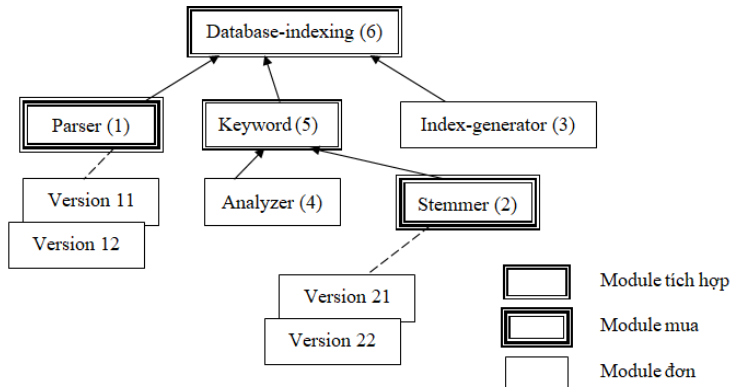 Database-indexing (6)
Parser (1)
Keyword (5)
Index-generator (3)
Version 11
Version 12
Analyzer (4)
Stemmer (2)
Version 21
Version 22
Module tích hợp
Module mua
Module đơn